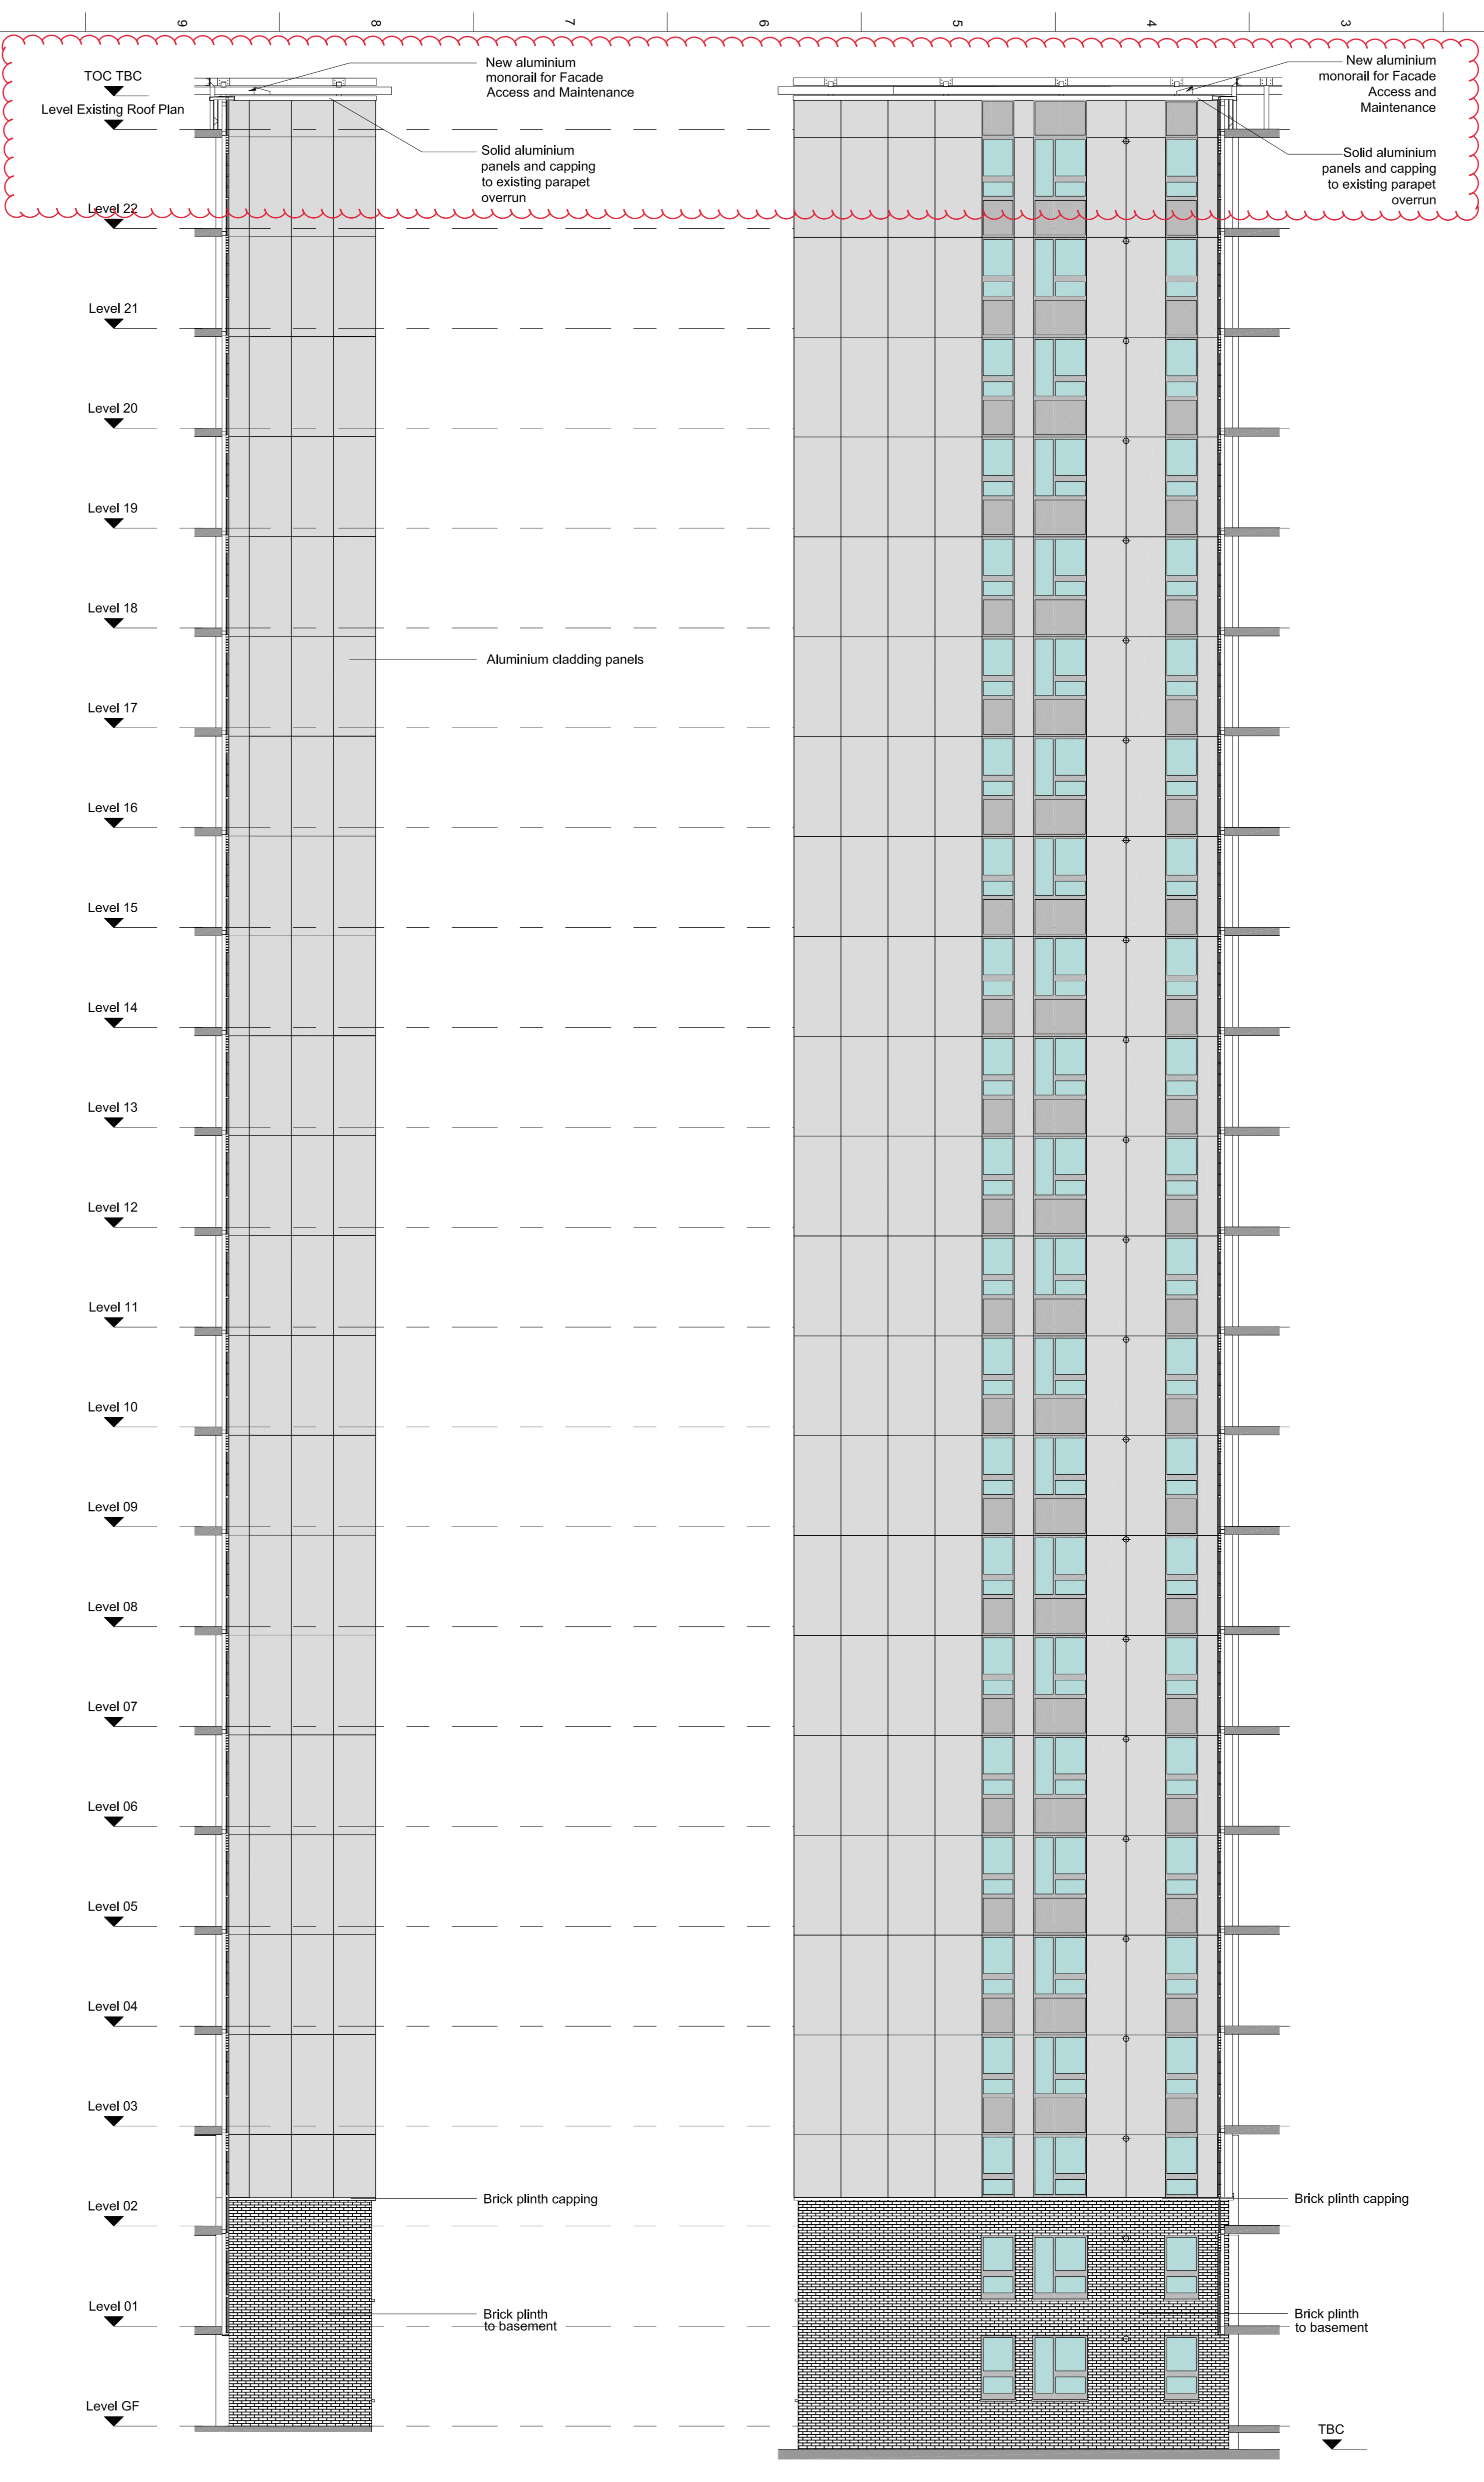 9 8 7 6 5 4 3
TOC TBC
Level Existing Roof Plan
New aluminium
monorail for Facade
Access and Maintenance
Solid aluminium
panels and capping
to existing parapet
overrun
New aluminium
monorail for Facade
Access and
Maintenance
Solid aluminium
panels and capping
to existing parapet
overrun
Level 22
Level 21
Level 20
Level 19
Level 18
Aluminium cladding panels
Level 17
Level 16
Level 15
Level 14
Level 13
Level 12
Level 11
Level 10
Level 09
Level 08
Level 07
Level 06
Level 05
Level 04
Level 03
Brick plinth capping
Brick plinth capping
Level 02
Level 01
Brick plinth
to basement
Brick plinth
to basement
Level GF
TBC